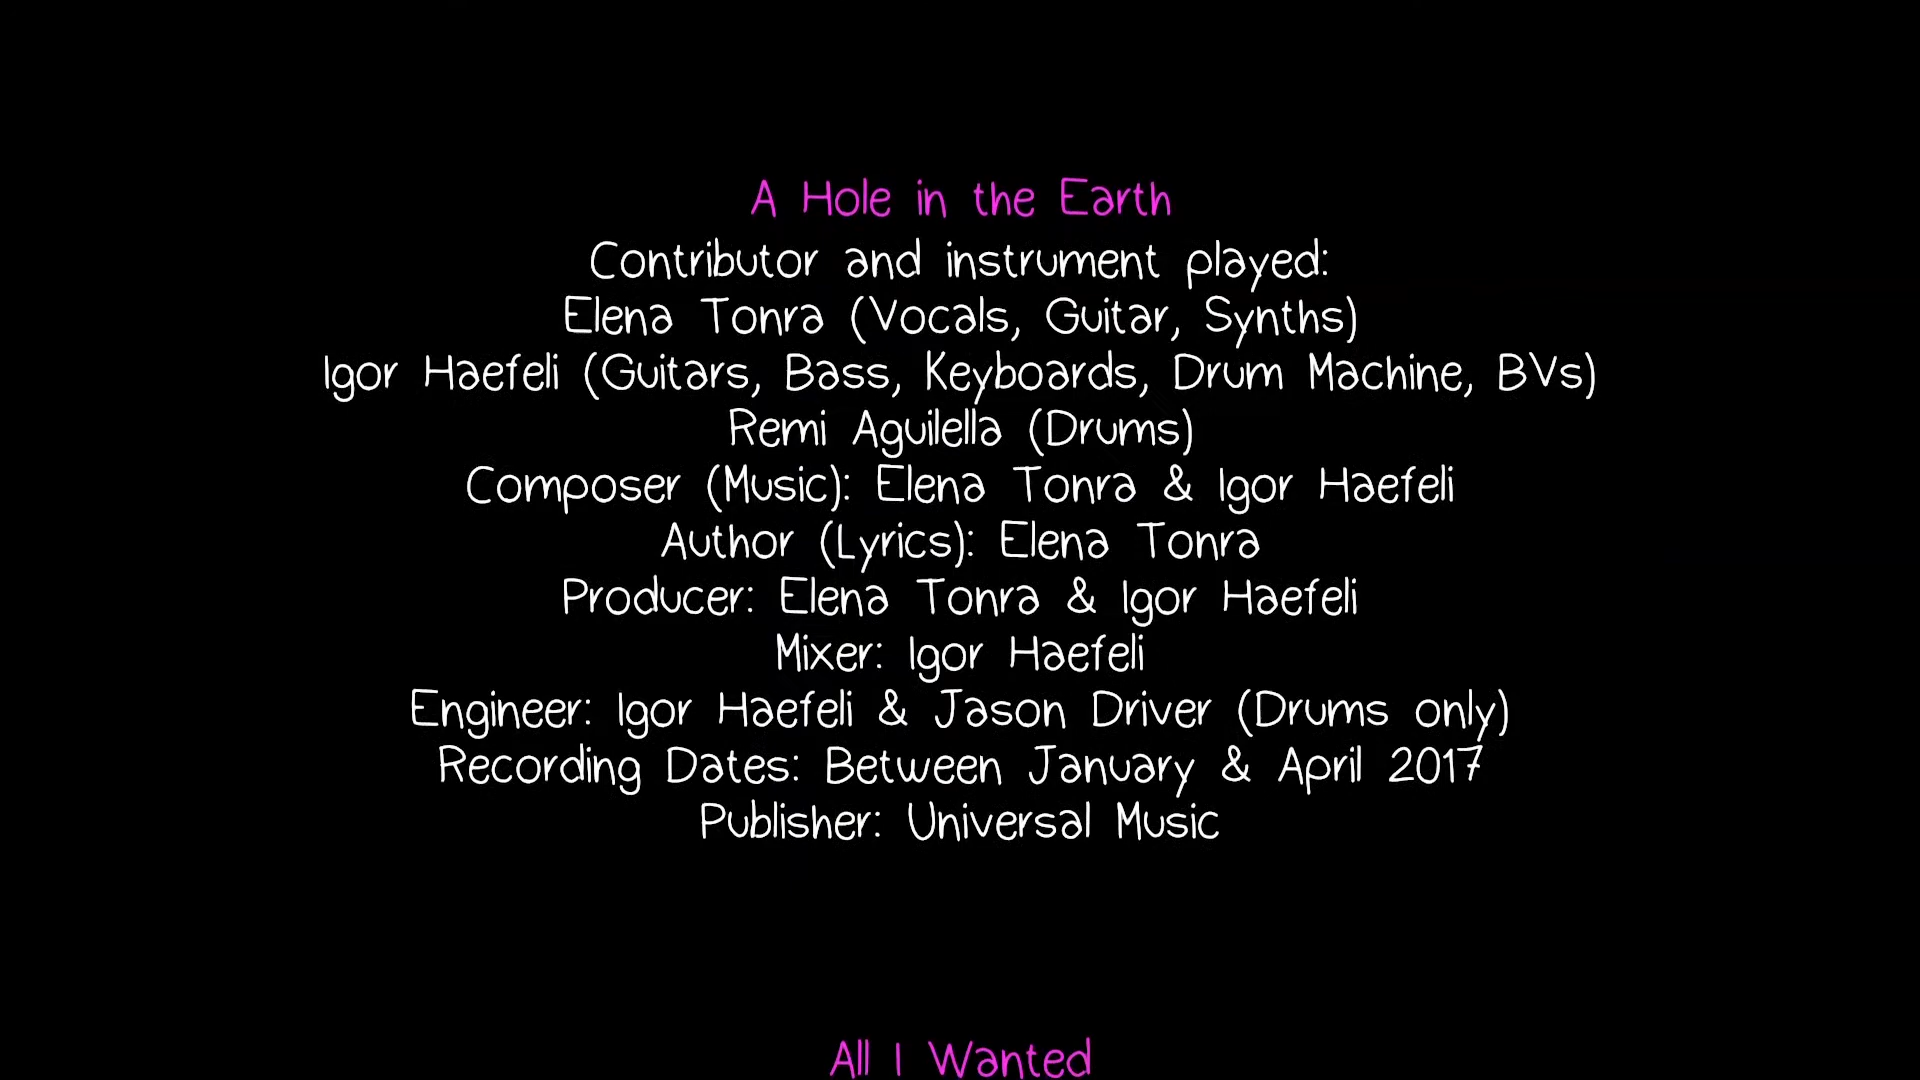 A Hole in the Earth
Contributor and instrument played:
Elena Tonra (Vocals, Guitar, Synths)
Igor Haefeli (Guitars, Bass, Keyboards, Drum Machine, BVs)
Remi Aguilella (Drums)
Composer (Music): Elena Tonra & Igor Haefeli
Author (Lyrics): Elena Tonra
Producer: Elena Tonra & Igor Haefeli
Mixer: Igor Haefeli
Engineer: Igor Haefeli & Jason Driver (Drums only)
Recording Dates: Between January & April 2017
Publisher: Universal Music
All I Wanted